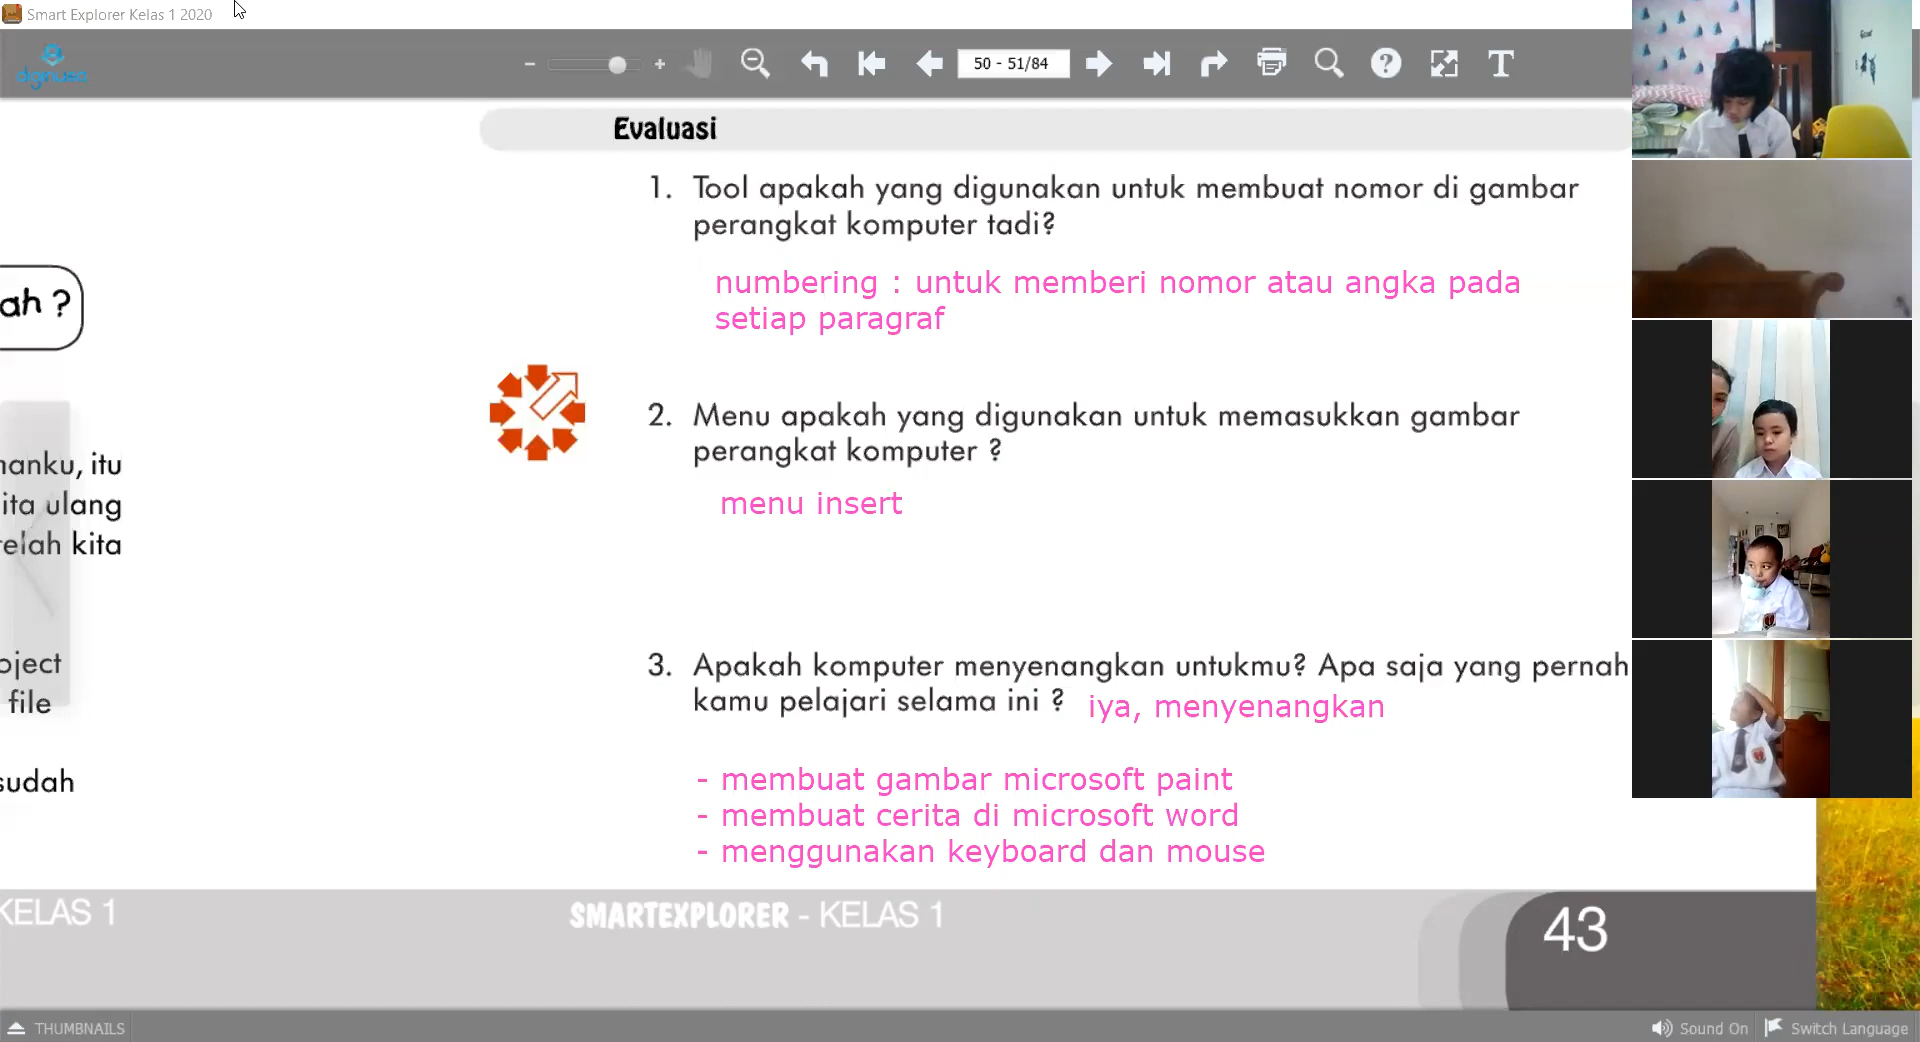 Smart Explorer Kelas 1 2020
50 - 51/84
T
Evaluasi
1. Tool apakah yang digunakan untuk membuat nomor di gambar
perangkat komputer tadi?
numbering : untuk memberi nomor atau angka pada
setiap paragraf
2. Menu apakah yang digunakan untuk memasukkan gambar
perangkat komputer ?
menu insert
3. Apakah komputer menyenangkan untukmu? Apa saja yang pernah
kamu pelajari selama ini ? iya, menyenangkan
- membuat gambar microsoft paint
- membuat cerita di microsoft word
- menggunakan keyboard dan mouse
ah ?
anku, itu
ita ulang
elah kita
bject
file
sudah
KELAS 1
SMARTEXPLORER - KELAS 1
43
THUMBNAILS
Sound On
Switch Language